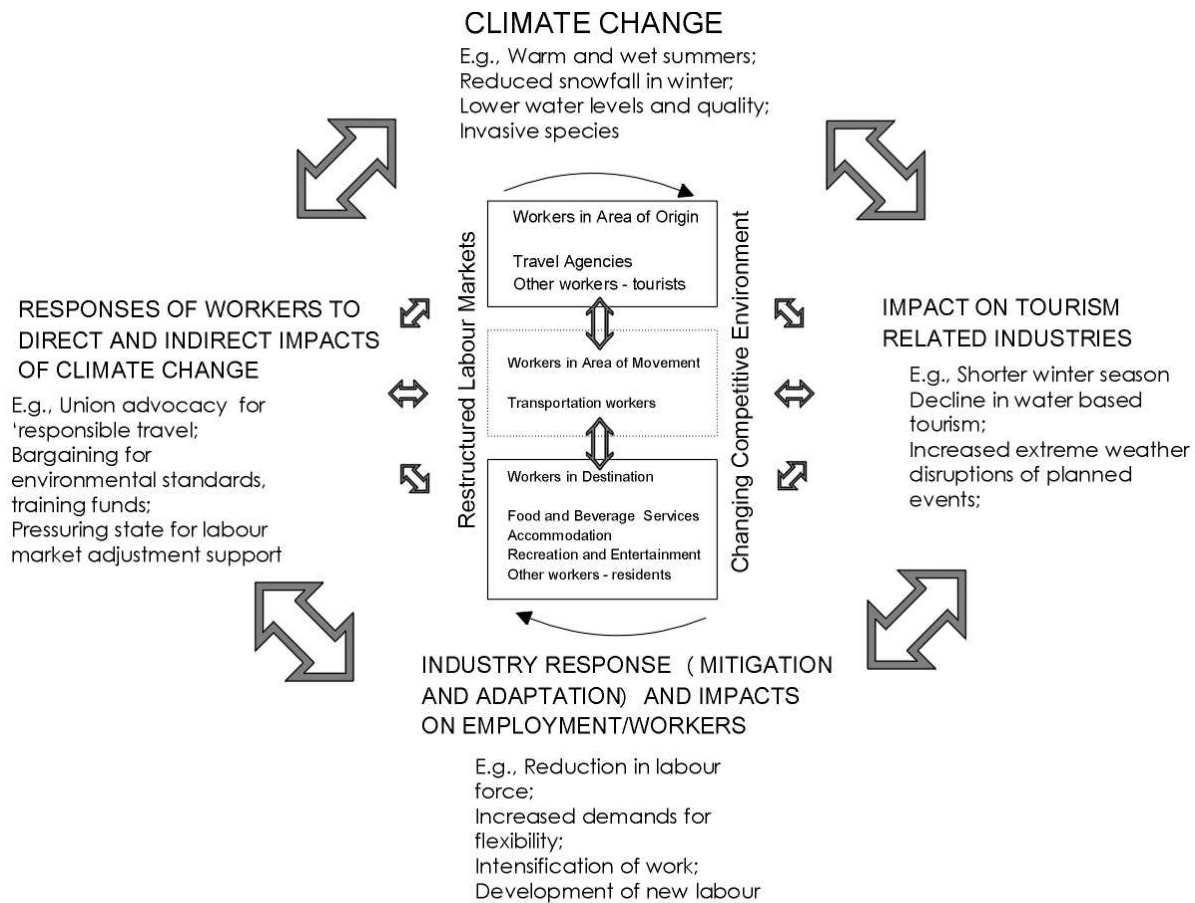 CLIMATE CHANGE
E.g., Warm and wet summers;
Reduced snowfall in winter;
Lower water levels and quality;
Invasive species
Restructured Labour Markets
Workers in Area of Origin
Travel Agencies
Other workers - tourists
Workers in Area of Movement
Transportation workers
Workers in Destination
Food and Beverage Services
Accommodation
Recreation and Entertainment
Other workers - residents
Changing Competitive Environment
RESPONSES OF WORKERS TO
DIRECT AND INDIRECT IMPACTS
OF CLIMATE CHANGE
E.g., Union advocacy for
‘responsible travel;
Bargaining for
environmental standards,
training funds;
Pressuring state for labour
market adjustment support
IMPACT ON TOURISM
RELATED INDUSTRIES
E.g., Shorter winter season
Decline in water based
tourism;
Increased extreme weather
disruptions of planned
events;
INDUSTRY RESPONSE ( MITIGATION
AND ADAPTATION) AND IMPACTS
ON EMPLOYMENT/WORKERS
E.g., Reduction in labour
force;
Increased demands for
flexibility;
Intensification of work;
Development of new labour